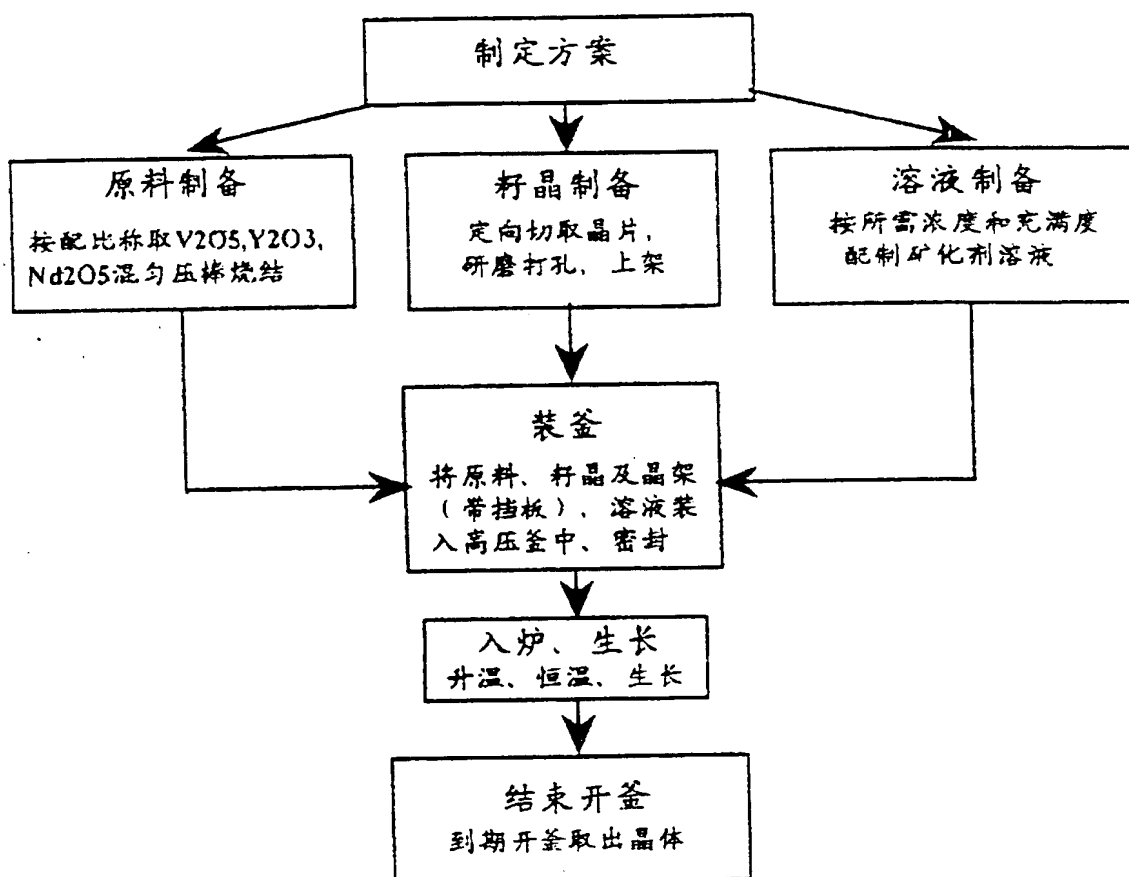 制定方案
原料制备
按配比称取V2O5,Y2O3,
Nd2O5混匀压棒烧结
籽晶制备
定向切取晶片,
研磨打孔、上架
溶液制备
按所需浓度和充满度
配制矿化剂溶液
装釜
将原料、籽晶及晶架
(带挡板)、溶液装
入高压釜中、密封
入炉、生长
升温、恒温、生长
结束开釜
到期开釜取出晶体